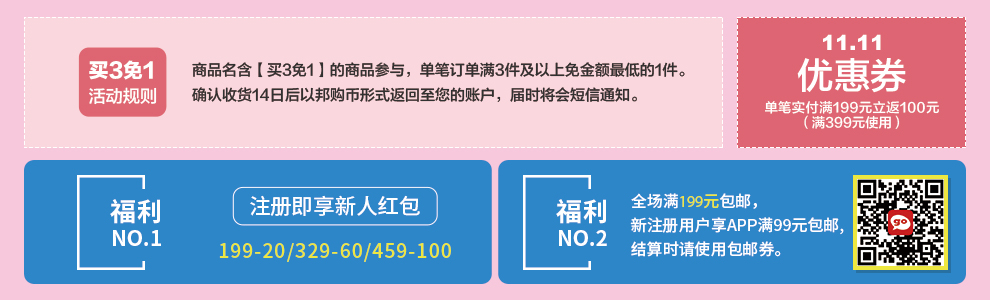 买3免1
活动规则
商品名含【买3免1】的商品参与，单笔订单满3件及以上免金额最低的1件。
确认收货14日后以邦购币形式返回至您的账户，届时将会短信通知。
11.11
优惠券
单笔实付满199元立返100元
（满399元使用）
福利
NO.1
注册即享新人红包
199-20/329-60/459-100
福利
NO.2
全场满199元包邮，
新注册用户享APP满99元包邮,
结算时请使用包邮券。
go